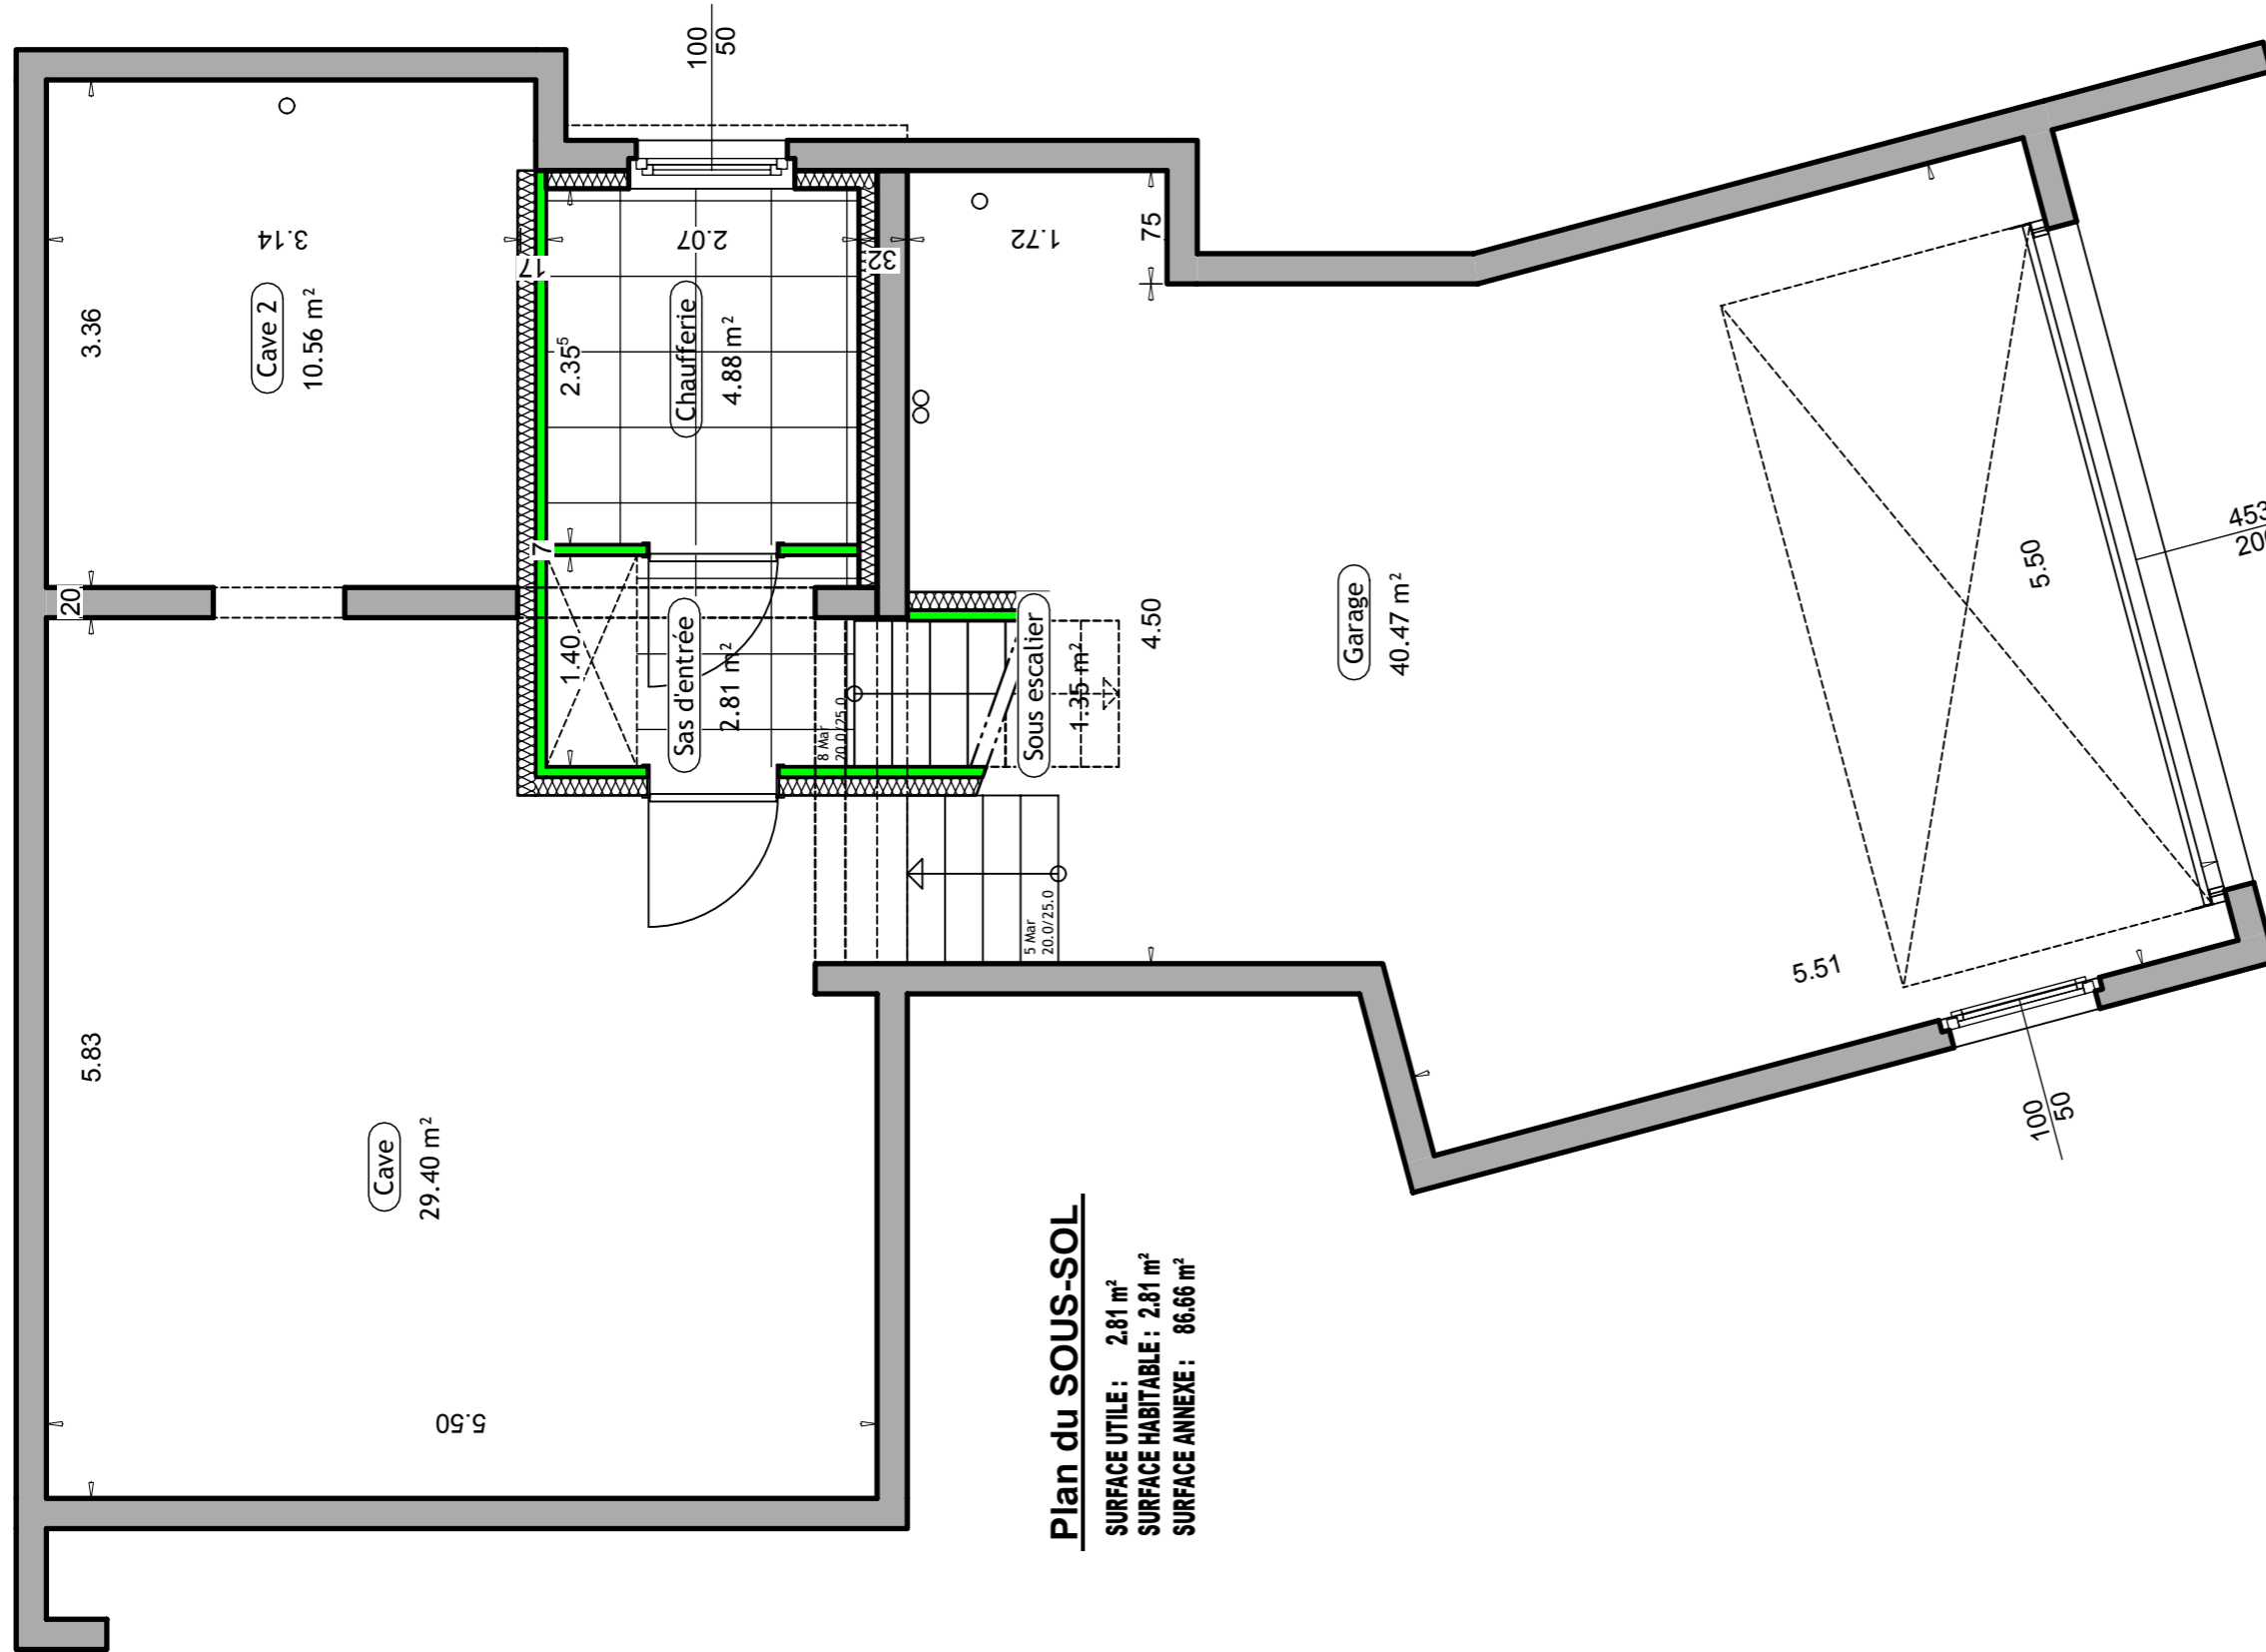 100
50
3.14
Cave 2
10.56 m²
3.36
17
2.07
32
1.72
75
2.35⁵
Chaufferie
4.88 m²
7
20
1.40
Sas d'entrée
2.81 m²
8 Mar
20.0/25.0
Sous escalier
1.35 m²
4.50
Garage
40.47 m²
5.50
453
5.51
100
50
5 Mar
20.0/25.0
5.83
Cave
29.40 m²
5.50
Plan du SOUS-SOL
SURFACE UTILE : 2.81 m²
SURFACE HABITABLE : 2.81 m²
SURFACE ANNEXE : 86.66 m²